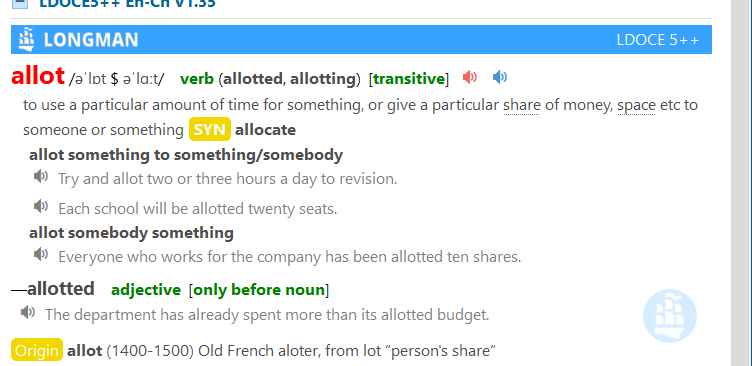 LDOCE5++ En-Ch V1.35
LONGMAN LDOCE 5++
allot /əˈlɒt $ əˈlɑːt/ verb (allotted, allotting) [transitive]
to use a particular amount of time for something, or give a particular share of money, space etc to
someone or something SYN allocate
allot something to something/somebody
Try and allot two or three hours a day to revision.
Each school will be allotted twenty seats.
allot somebody something
Everyone who works for the company has been allotted ten shares.
—allotted adjective [only before noun]
The department has already spent more than its allotted budget.
Origin allot (1400-1500) Old French aloter, from lot “person's share”